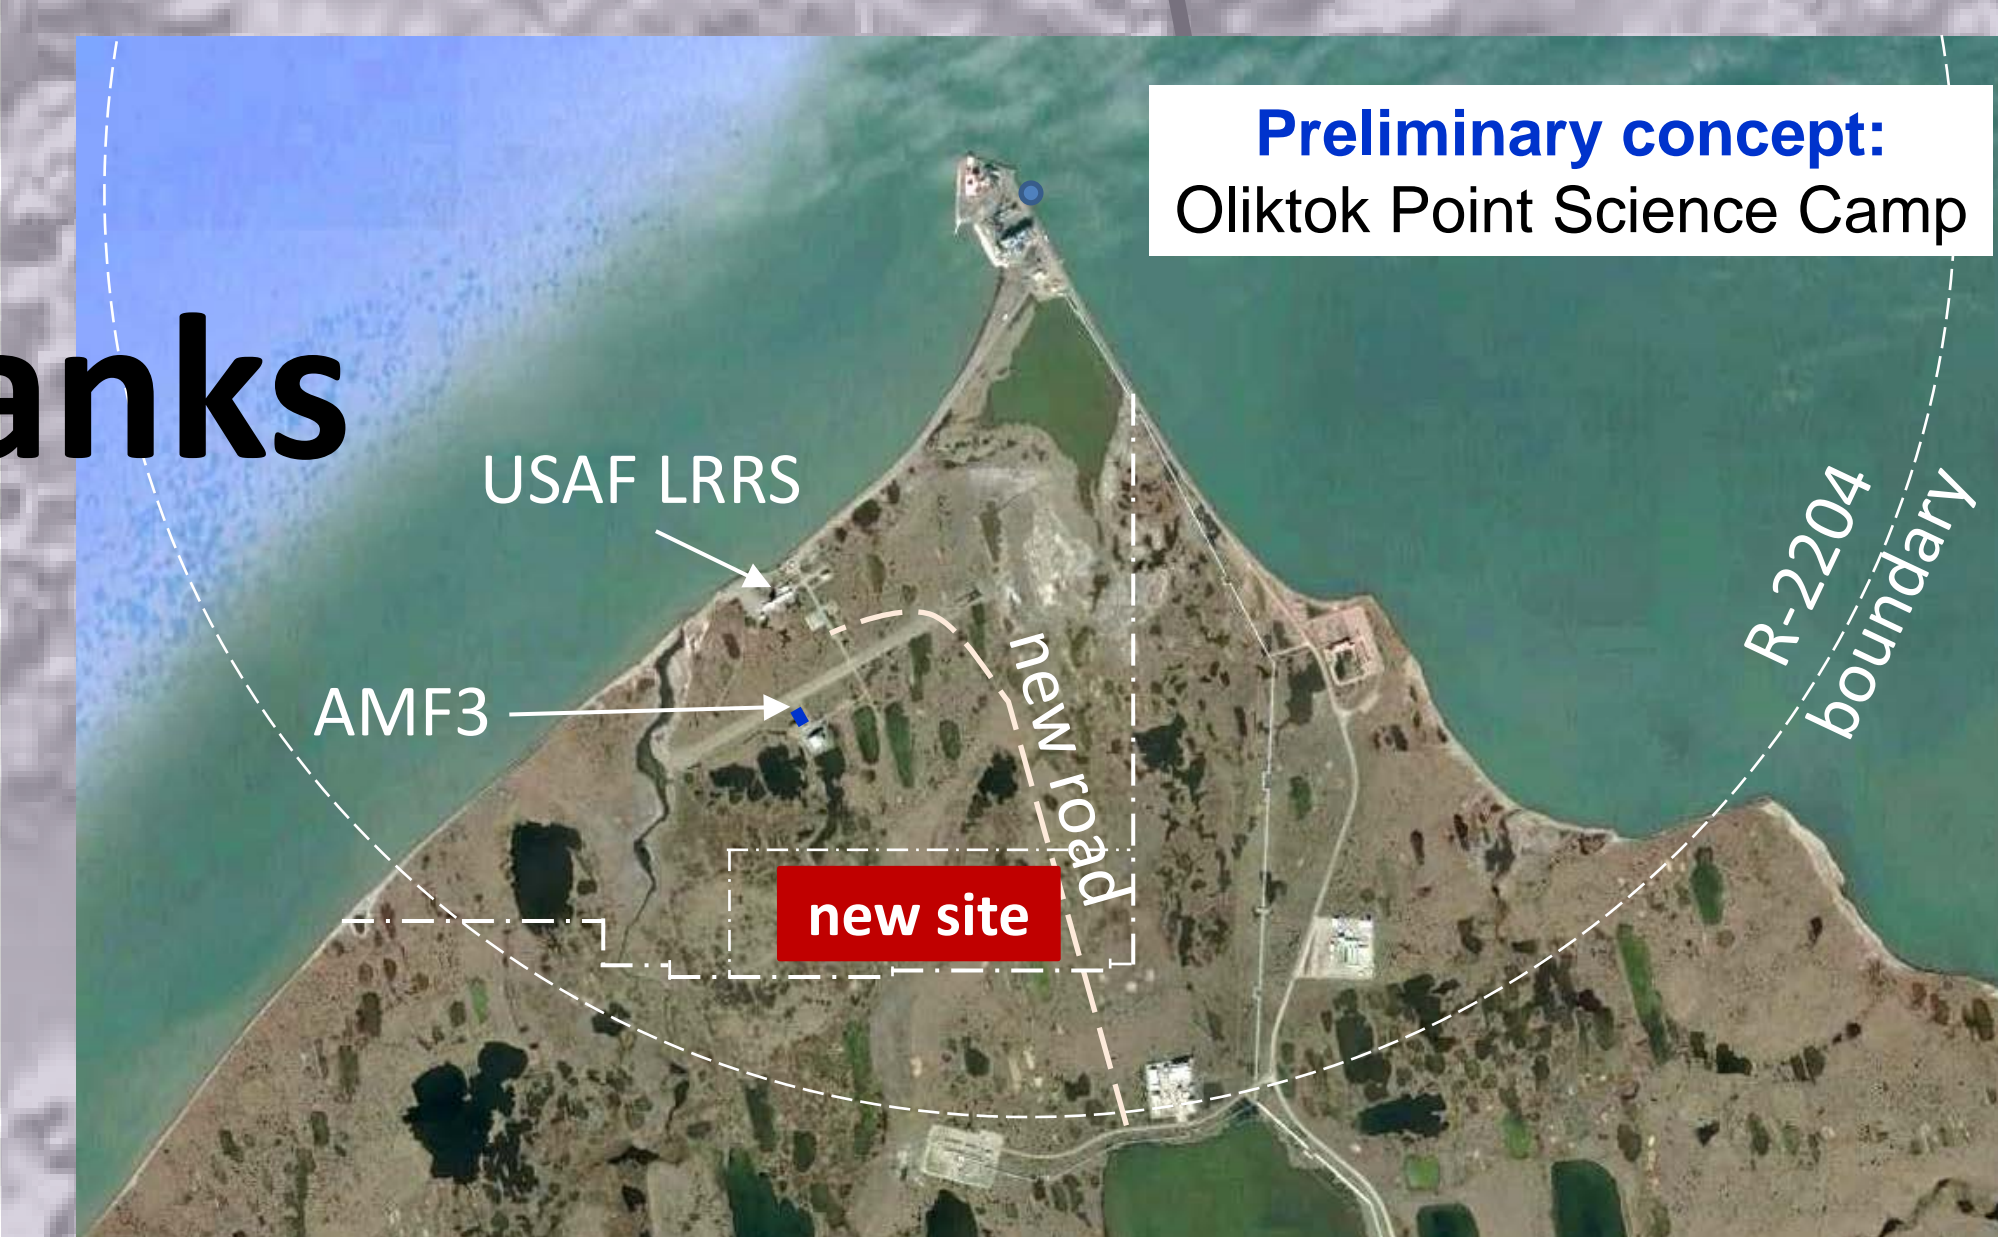 Preliminary concept:
Oliktok Point Science Camp
anks
USAF LRRS
R-2204
boundary
new road
AMF3
new site